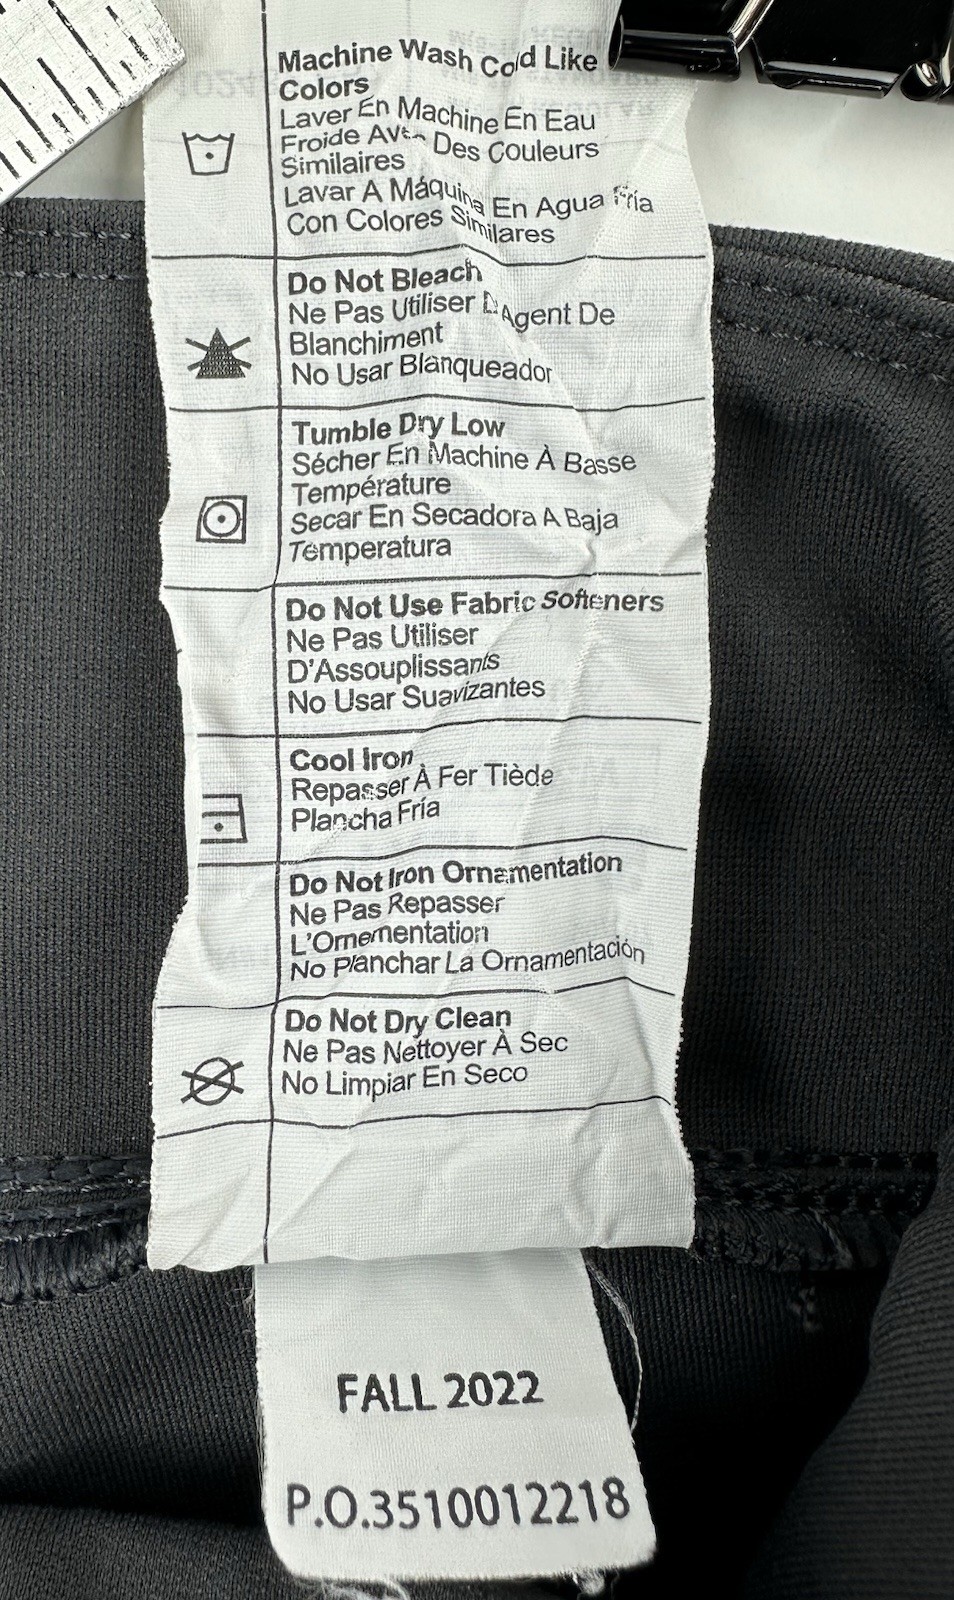 Machine Wash Cold Like
Colors
Laver En Machine En Eau
Froide Avec Des Couleurs
Similaires
Lavar A Máquina En Agua Fría
Con Colores Similares
Do Not Bleach
Ne Pas Utiliser D'Agent De
Blanchiment
No Usar Blanqueador
Tumble Dry Low
Sécher En Machine À Basse
Température
Secar En Secadora A Baja
Temperatura
Do Not Use Fabric Softeners
Ne Pas Utiliser
D'Assouplissants
No Usar Suavizantes
Cool Iron
Repasser À Fer Tiède
Plancha Fría
Do Not Iron Ornamentation
Ne Pas Repasser
L'Ornementation
No Planchar La Ornamentación
Do Not Dry Clean
Ne Pas Nettoyer À Sec
No Limpiar En Seco
FALL 2022
P.O.3510012218